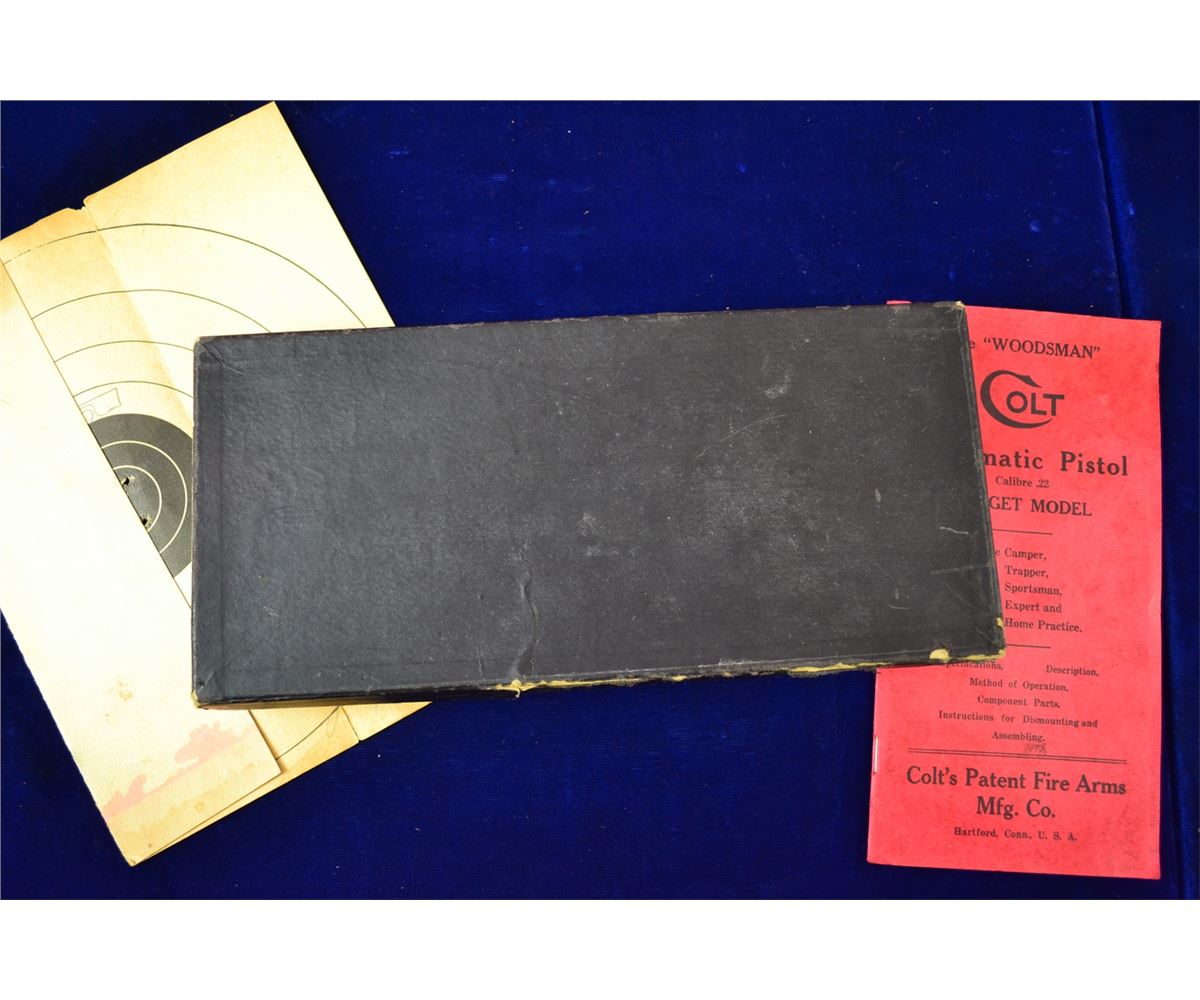 e "WOODSMAN"
COLT
matic Pistol
Calibre .22
GET MODEL
e Camper,
Trapper,
Sportsman,
Expert and
Home Practice.
pecifications, Description,
Method of Operation,
Component Parts,
Instructions for Dismounting and
Assembling.
Colt's Patent Fire Arms
Mfg. Co.
Hartford, Conn., U. S. A.